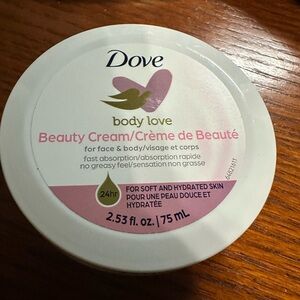 Dove
body love
Beauty Cream/Crème de Beauté
for face & body/visage et corps
fast absorption/absorption rapide
no greasy feel/sensation non grasse
24hr
FOR SOFT AND HYDRATED SKIN
POUR UNE PEAU DOUCE ET
HYDRATÉE
2.53 fl. oz. | 75 mL